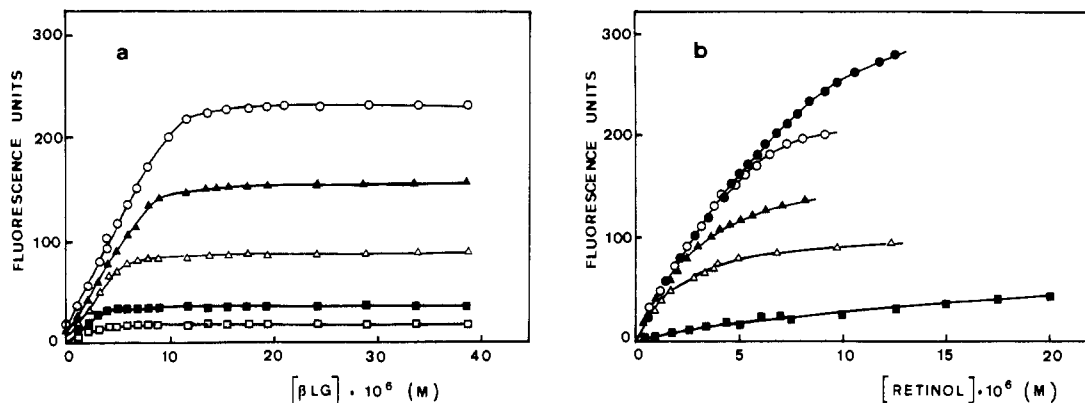 a
300
200
100
0
FLUORESCENCE UNITS
0 10 20 30 40
[βLG] · 10⁶ (M)
b
300
200
100
0
FLUORESCENCE UNITS
5 10 15 20
[RETINOL] · 10⁶ (M)